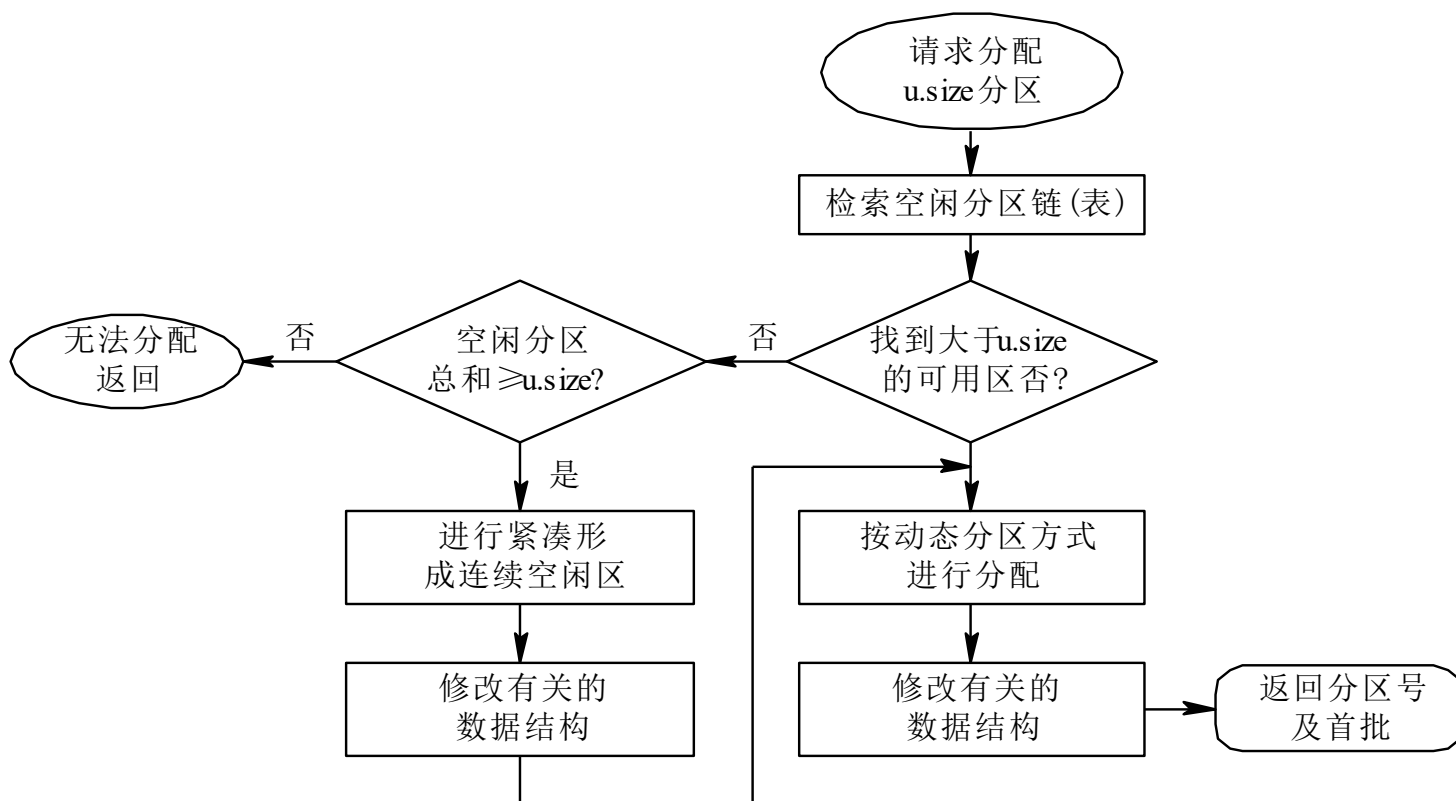 请求分配
u.size分区
检索空闲分区链(表)
找到大于u.size
的可用区否?
否
空闲分区
总和≥u.size?
否
无法分配
返回
是
进行紧凑形
成连续空闲区
修改有关的
数据结构
按动态分区方式
进行分配
修改有关的
数据结构
返回分区号
及首批